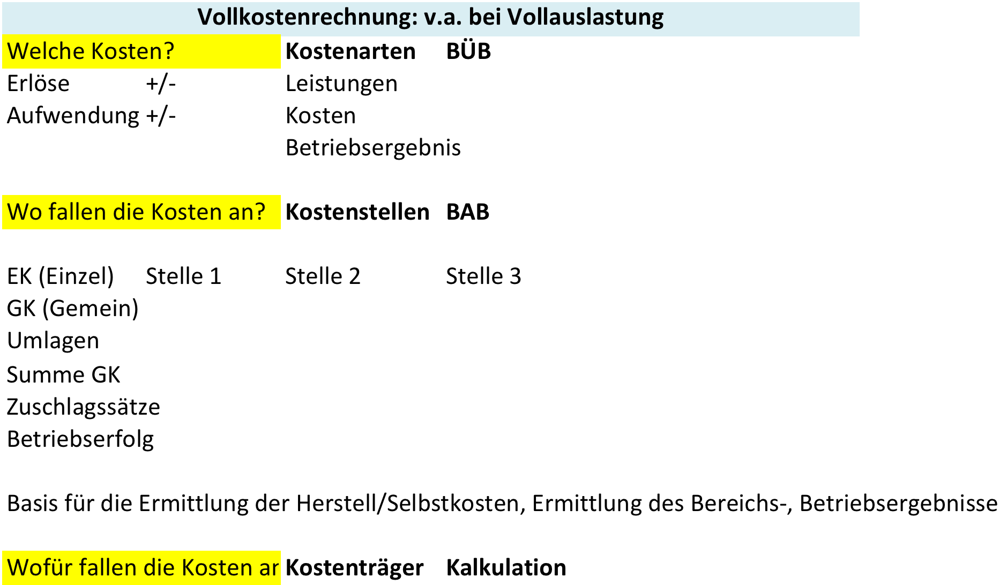 Vollkostenrechnung: v.a. bei Vollauslastung
Welche Kosten? Kostenarten BÜB
Erlöse +/- Leistungen
Aufwendung +/- Kosten
Betriebsergebnis
Wo fallen die Kosten an? Kostenstellen BAB
EK (Einzel) Stelle 1 Stelle 2 Stelle 3
GK (Gemein)
Umlagen
Summe GK
Zuschlagssätze
Betriebserfolg
Basis für die Ermittlung der Herstell/Selbstkosten, Ermittlung des Bereichs-, Betriebsergebnisse
Wofür fallen die Kosten an Kostenträger Kalkulation